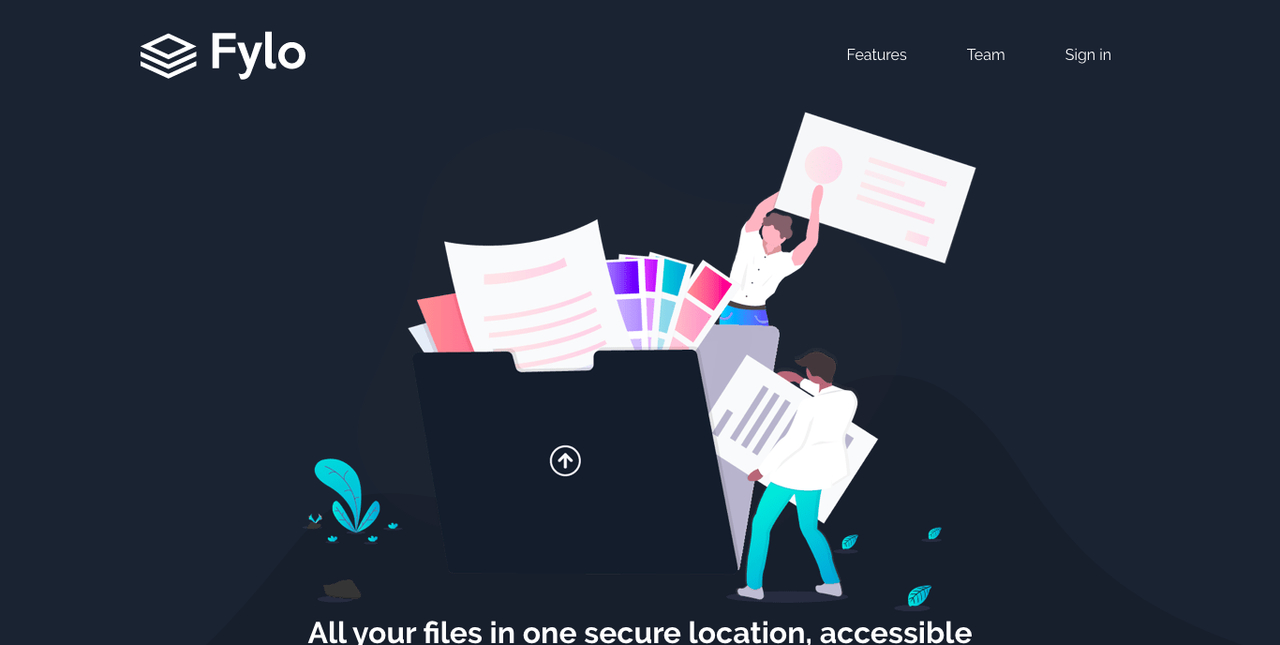 Fylo
Features
Team
Sign in
All your files in one secure location, accessible